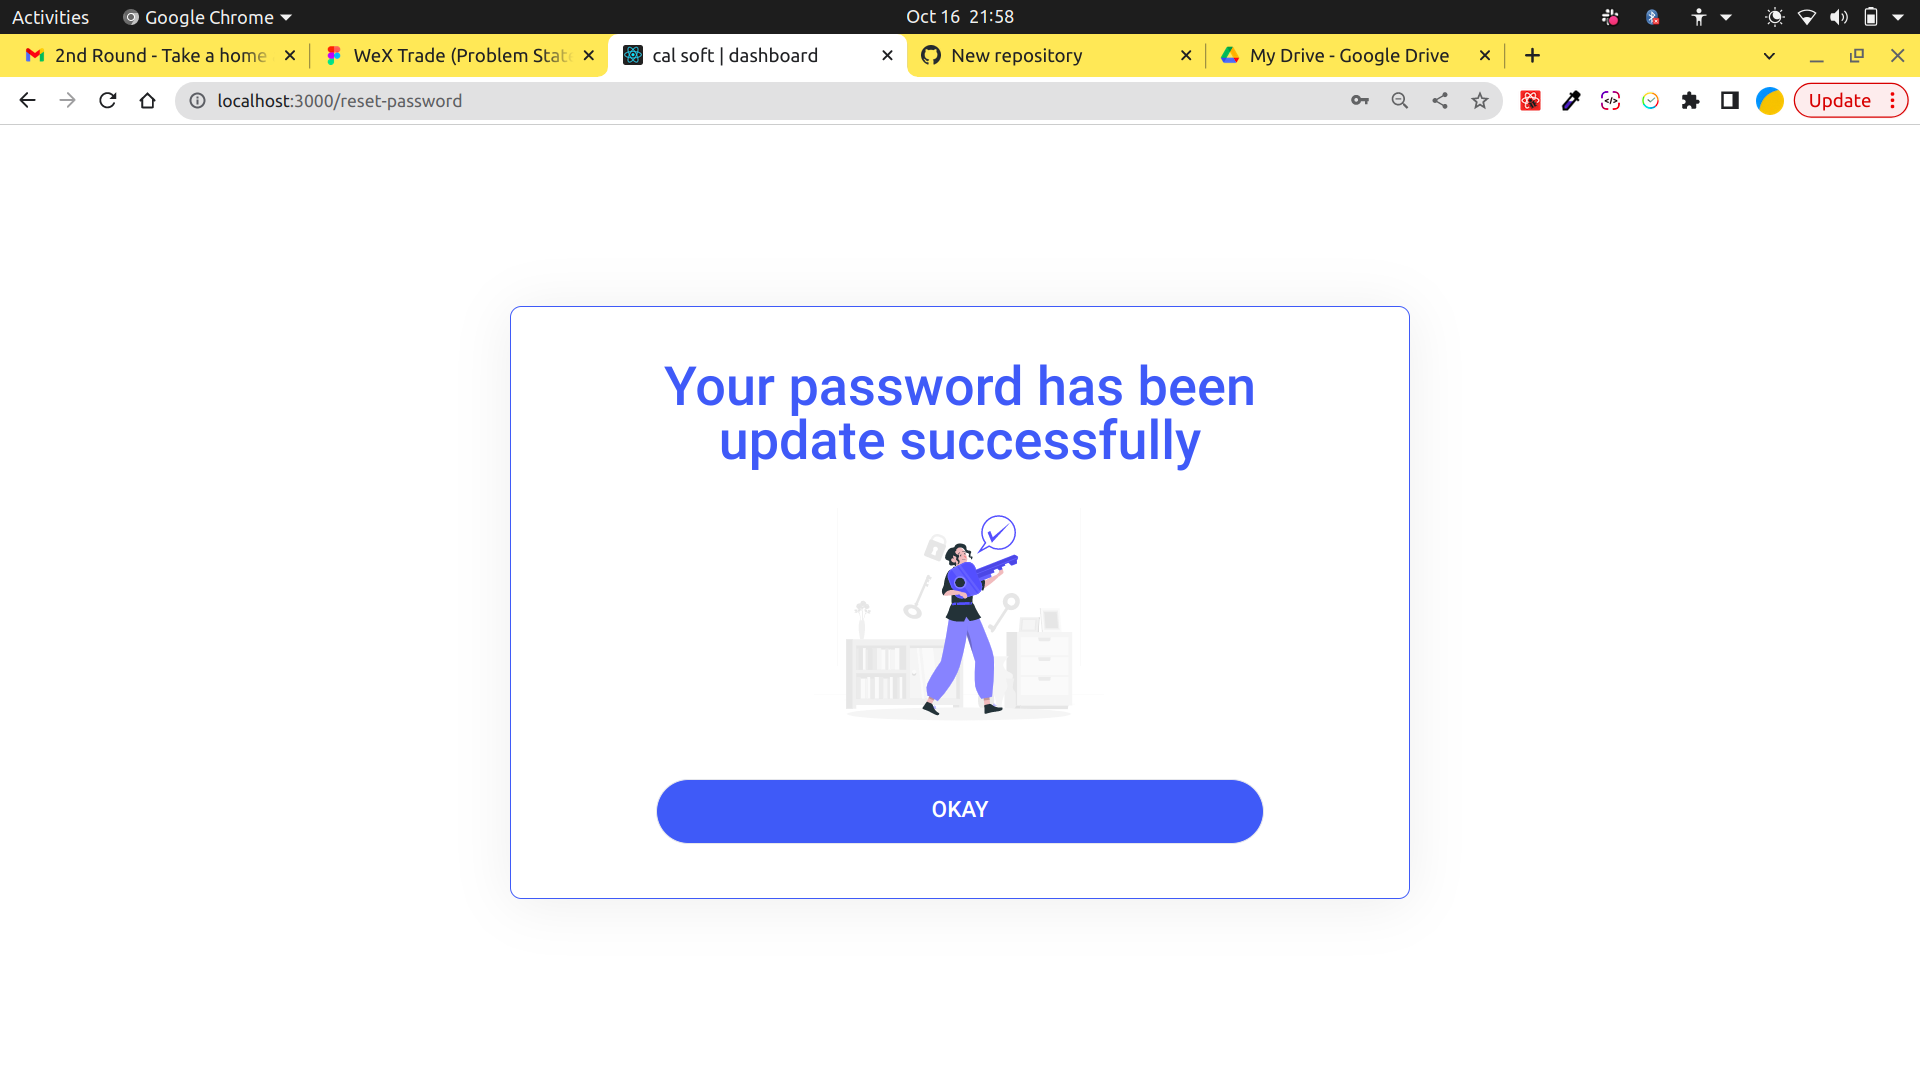 Activities
Google Chrome
Oct 16 21:58
2nd Round - Take a home
WeX Trade (Problem State
cal soft | dashboard
New repository
My Drive - Google Drive
localhost:3000/reset-password
Update
Your password has been
update successfully
OKAY